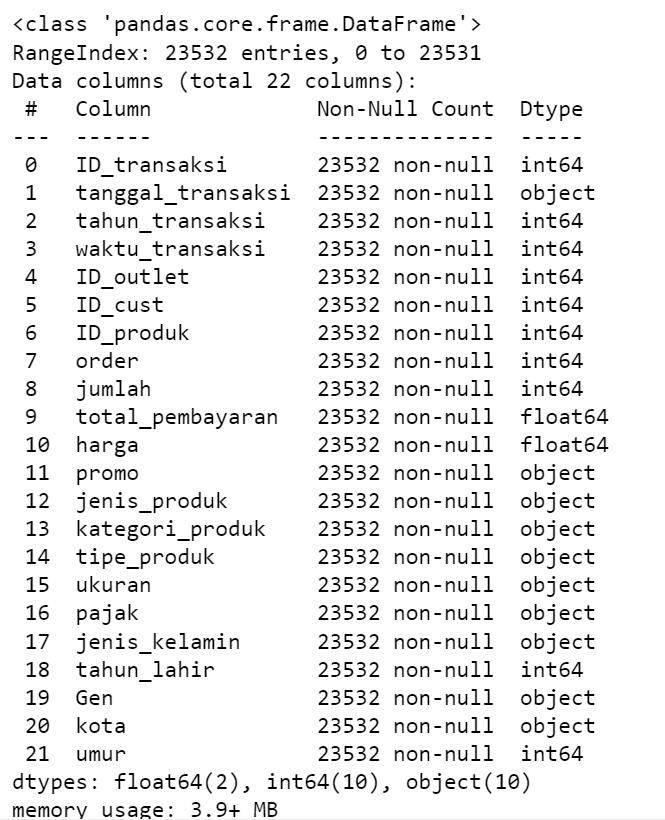 <class 'pandas.core.frame.DataFrame'>
RangeIndex: 23532 entries, 0 to 23531
Data columns (total 22 columns):
 #   Column             Non-Null Count  Dtype
---  ------             --------------  -----
 0   ID_transaksi       23532 non-null  int64
 1   tanggal_transaksi  23532 non-null  object
 2   tahun_transaksi    23532 non-null  int64
 3   waktu_transaksi    23532 non-null  int64
 4   ID_outlet          23532 non-null  int64
 5   ID_cust            23532 non-null  int64
 6   ID_produk          23532 non-null  int64
 7   order              23532 non-null  int64
 8   jumlah             23532 non-null  int64
 9   total_pembayaran   23532 non-null  float64
 10  harga              23532 non-null  float64
 11  promo              23532 non-null  object
 12  jenis_produk       23532 non-null  object
 13  kategori_produk    23532 non-null  object
 14  tipe_produk        23532 non-null  object
 15  ukuran             23532 non-null  object
 16  pajak              23532 non-null  object
 17  jenis_kelamin      23532 non-null  object
 18  tahun_lahir        23532 non-null  int64
 19  Gen                23532 non-null  object
 20  kota               23532 non-null  object
 21  umur               23532 non-null  int64
dtypes: float64(2), int64(10), object(10)
memory usage: 3.9+ MB